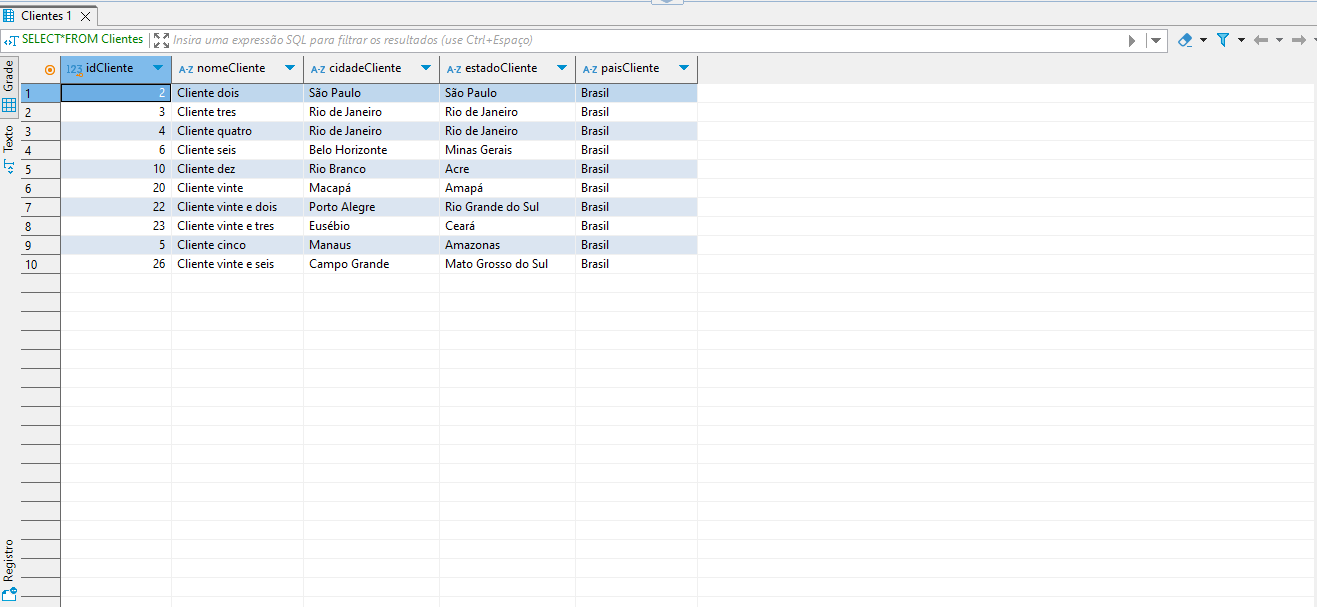 Clientes 1
SELECT*FROM Clientes Insira uma expressão SQL para filtrar os resultados (use Ctrl+Espaço)
Grade
Texto
Registro
123 idCliente A-Z nomeCliente A-Z cidadeCliente A-Z estadoCliente A-Z paisCliente
1 2 Cliente dois São Paulo São Paulo Brasil
2 3 Cliente tres Rio de Janeiro Rio de Janeiro Brasil
3 4 Cliente quatro Rio de Janeiro Rio de Janeiro Brasil
4 6 Cliente seis Belo Horizonte Minas Gerais Brasil
5 10 Cliente dez Rio Branco Acre Brasil
6 20 Cliente vinte Macapá Amapá Brasil
7 22 Cliente vinte e dois Porto Alegre Rio Grande do Sul Brasil
8 23 Cliente vinte e tres Eusébio Ceará Brasil
9 5 Cliente cinco Manaus Amazonas Brasil
10 26 Cliente vinte e seis Campo Grande Mato Grosso do Sul Brasil